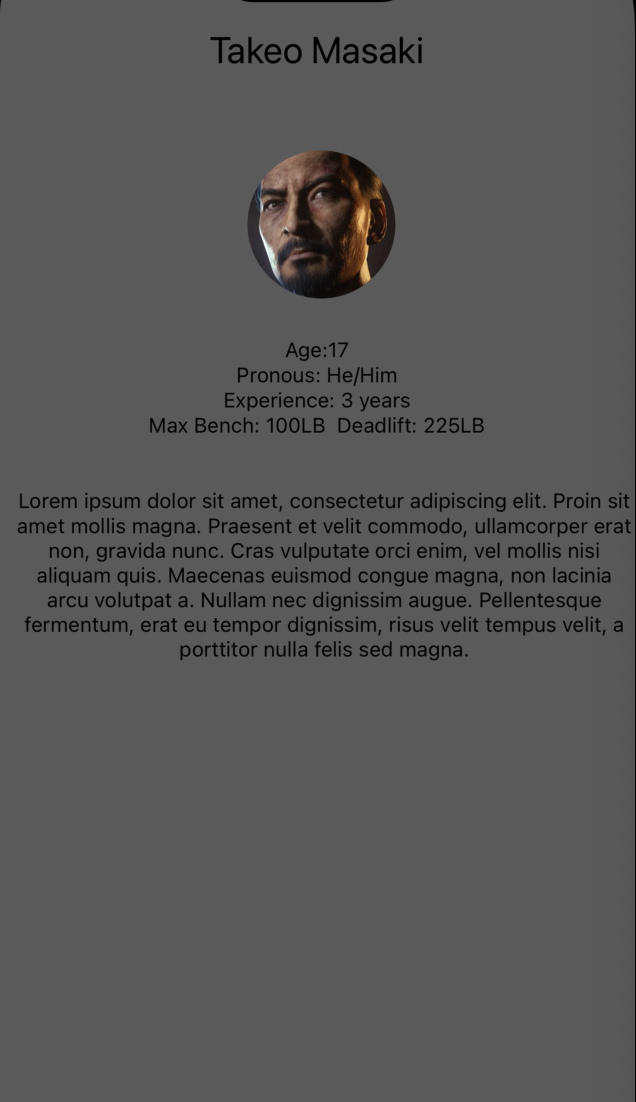 Takeo Masaki
Age:17
Pronous: He/Him
Experience: 3 years
Max Bench: 100LB  Deadlift: 225LB
Lorem ipsum dolor sit amet, consectetur adipiscing elit. Proin sit
amet mollis magna. Praesent et velit commodo, ullamcorper erat
non, gravida nunc. Cras vulputate orci enim, vel mollis nisi
aliquam quis. Maecenas euismod congue magna, non lacinia
arcu volutpat a. Nullam nec dignissim augue. Pellentesque
fermentum, erat eu tempor dignissim, risus velit tempus velit, a
porttitor nulla felis sed magna.